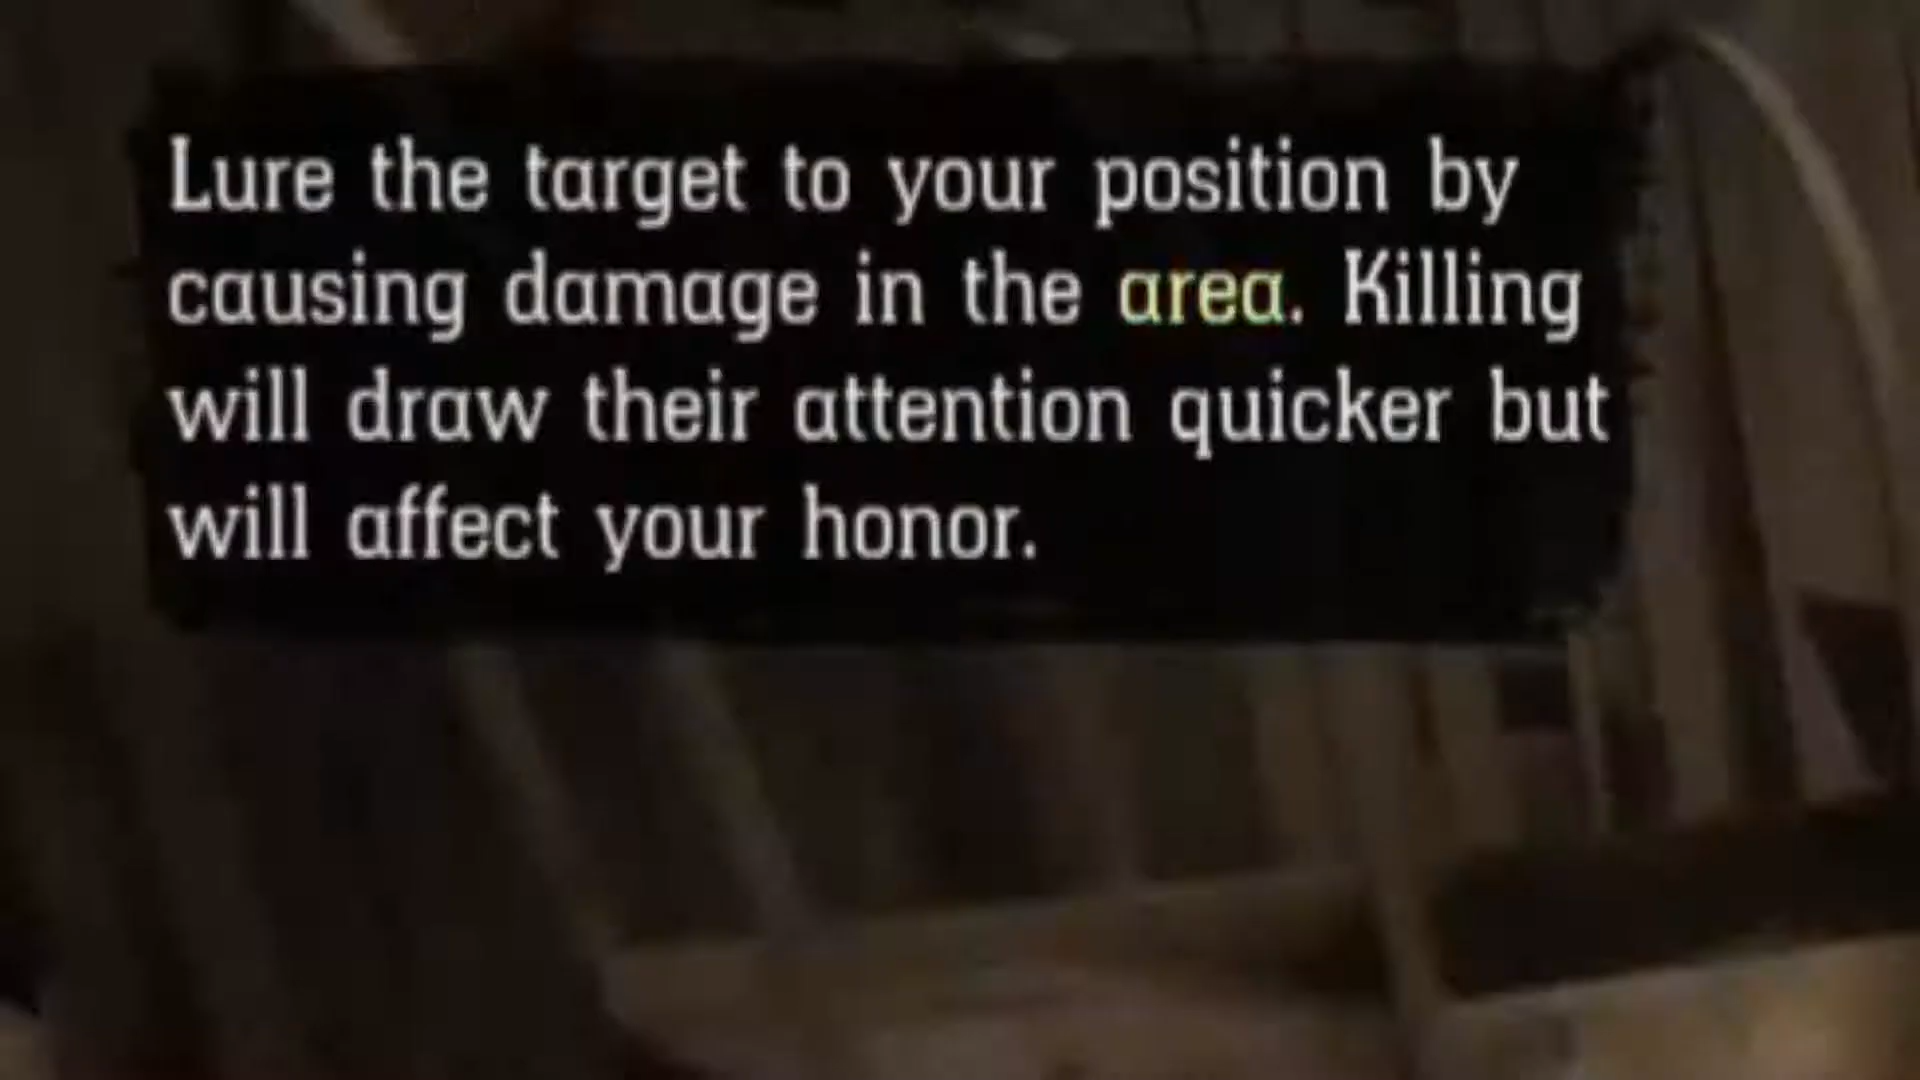 Lure the target to your position by
causing damage in the area. Killing
will draw their attention quicker but
will affect your honor.